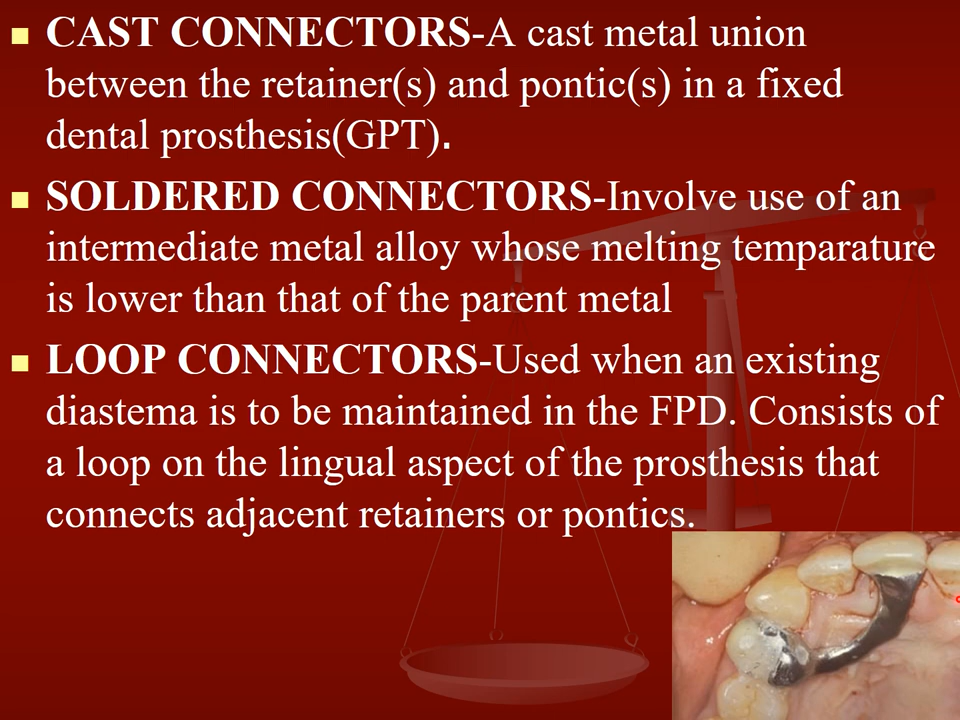 CAST CONNECTORS-A cast metal union
between the retainer(s) and pontic(s) in a fixed
dental prosthesis(GPT).
SOLDERED CONNECTORS-Involve use of an
intermediate metal alloy whose melting temparature
is lower than that of the parent metal
LOOP CONNECTORS-Used when an existing
diastema is to be maintained in the FPD. Consists of
a loop on the lingual aspect of the prosthesis that
connects adjacent retainers or pontics.